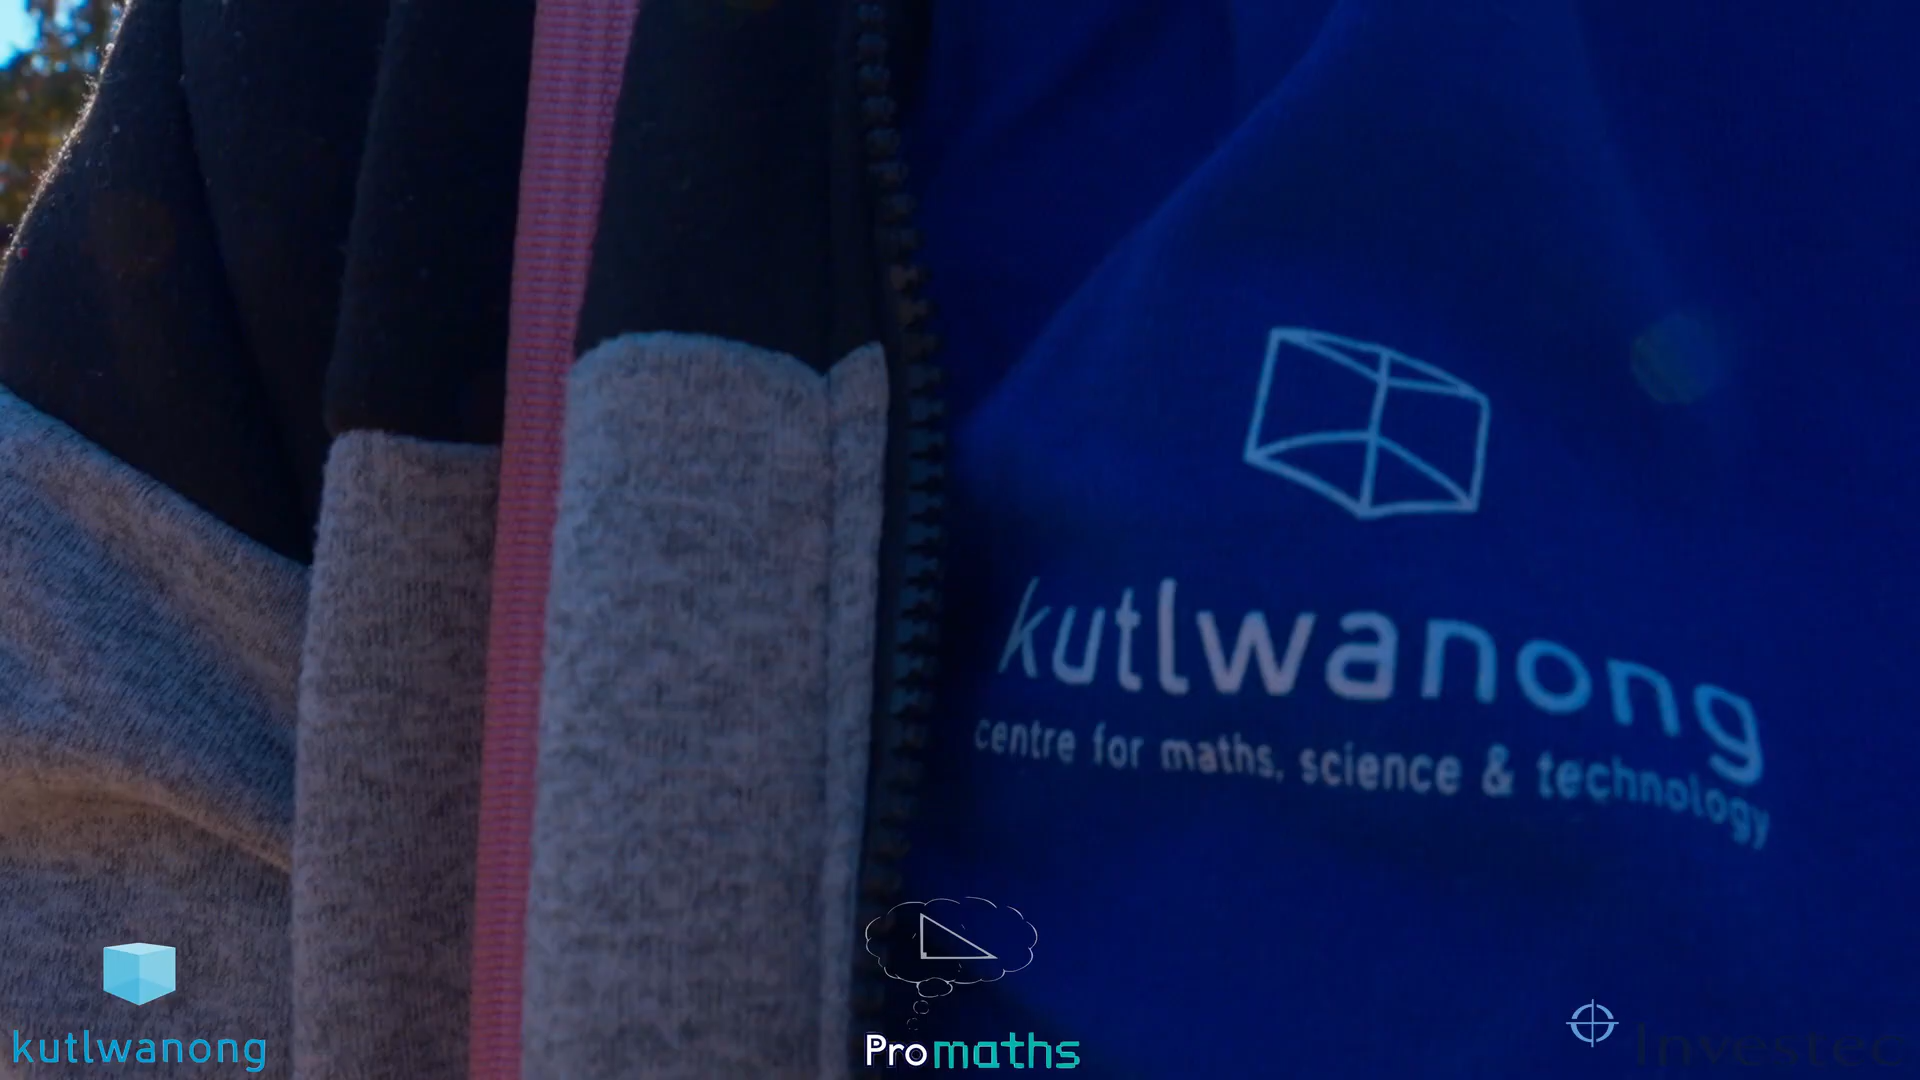 kutlwanong
centre for maths, science & technology
kutlwanong
Promaths
Investec